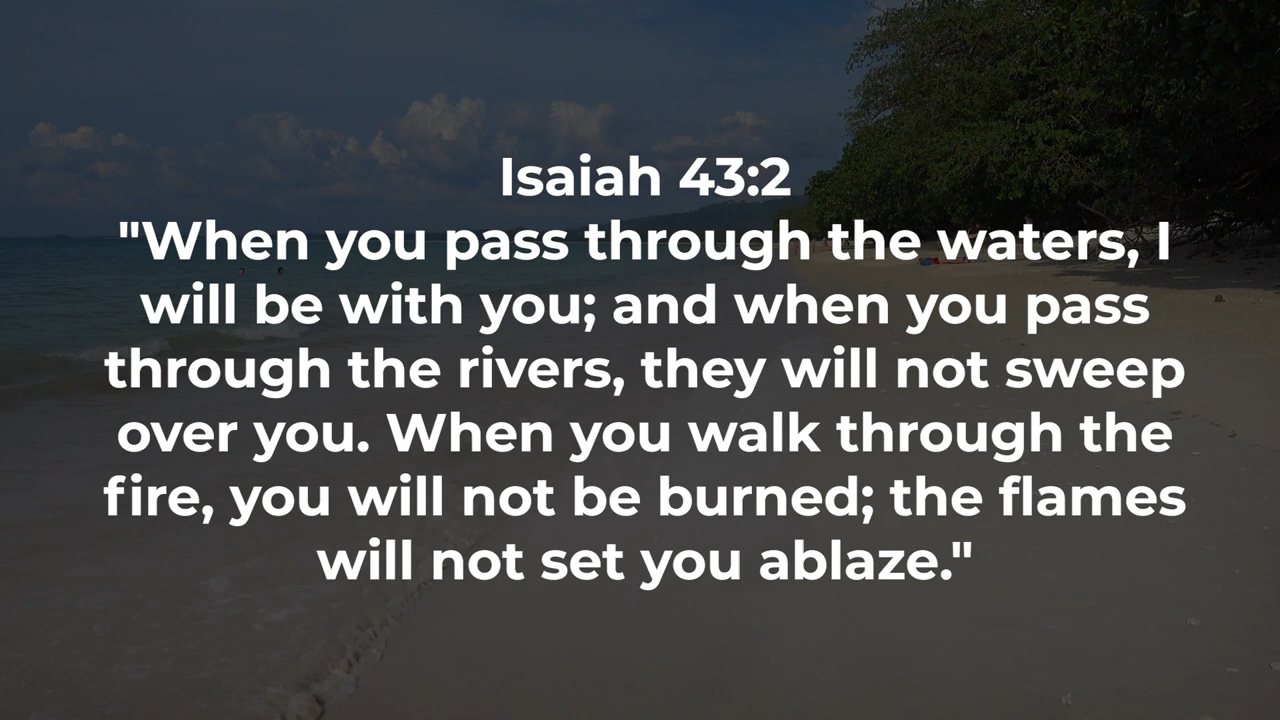 Isaiah 43:2
"When you pass through the waters, I
will be with you; and when you pass
through the rivers, they will not sweep
over you. When you walk through the
fire, you will not be burned; the flames
will not set you ablaze."